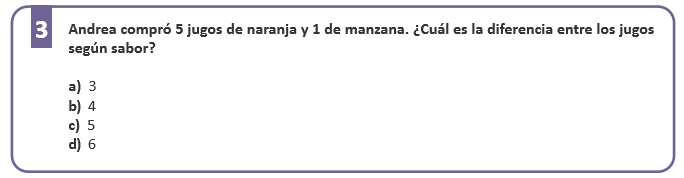 3
Andrea compró 5 jugos de naranja y 1 de manzana. ¿Cuál es la diferencia entre los jugos
según sabor?
a) 3
b) 4
c) 5
d) 6